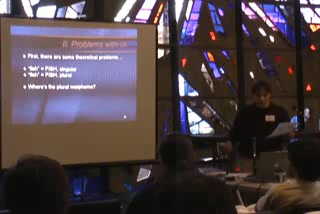 II. Problems with IA
First, there are some theoretical problems...
"fish" = FISH, singular
"fish" = FISH, plural
Where's the plural morpheme?